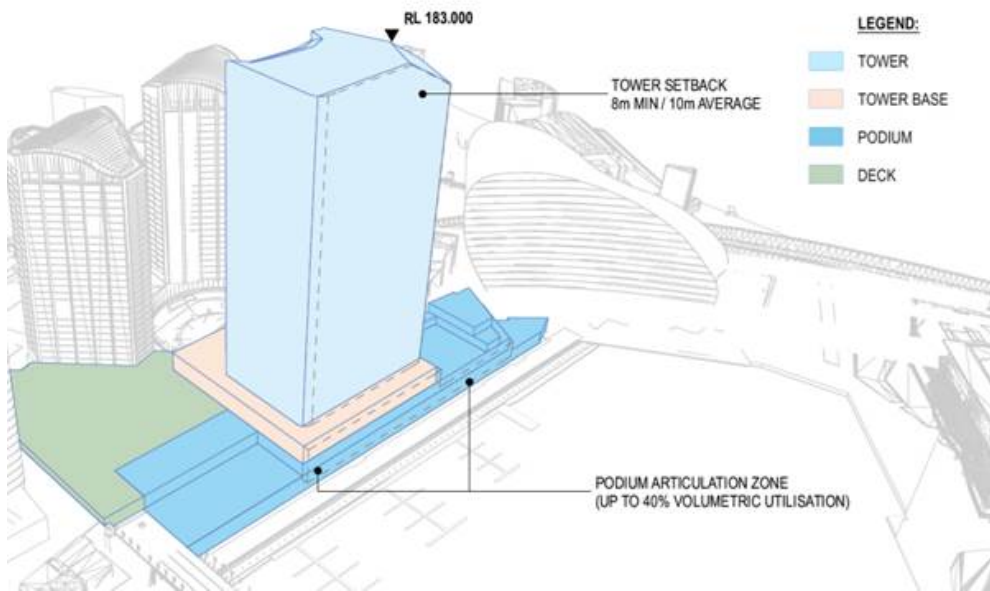 RL 183.000
LEGEND:
TOWER
TOWER BASE
PODIUM
DECK
TOWER SETBACK
8m MIN / 10m AVERAGE
PODIUM ARTICULATION ZONE
(UP TO 40% VOLUMETRIC UTILISATION)